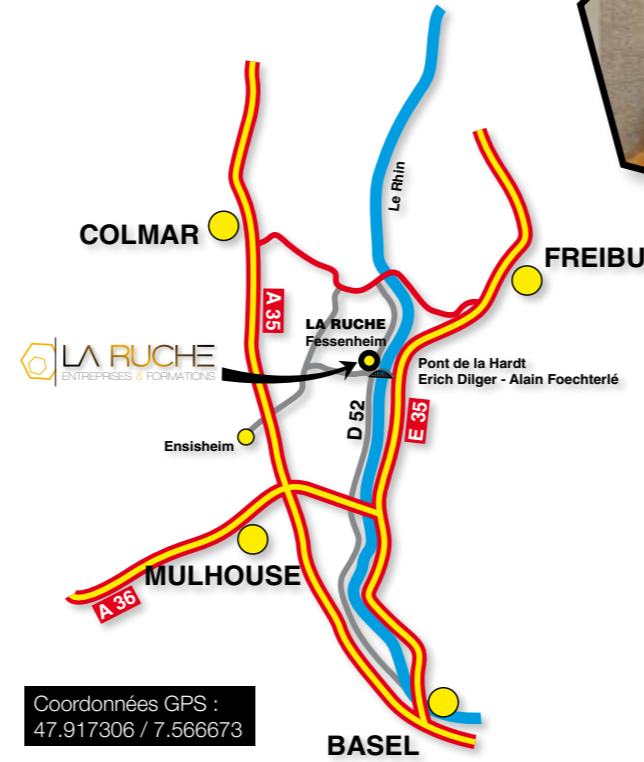 Le Rhin
COLMAR
FREIBU
A 35
LA RUCHE
Fessenheim
LA RUCHE
ENTREPRISES & FORMATIONS
Pont de la Hardt
Erich Dilger - Alain Foechterlé
D 52
E 35
Ensisheim
MULHOUSE
A 36
Coordonnées GPS :
47.917306 / 7.566673
BASEL